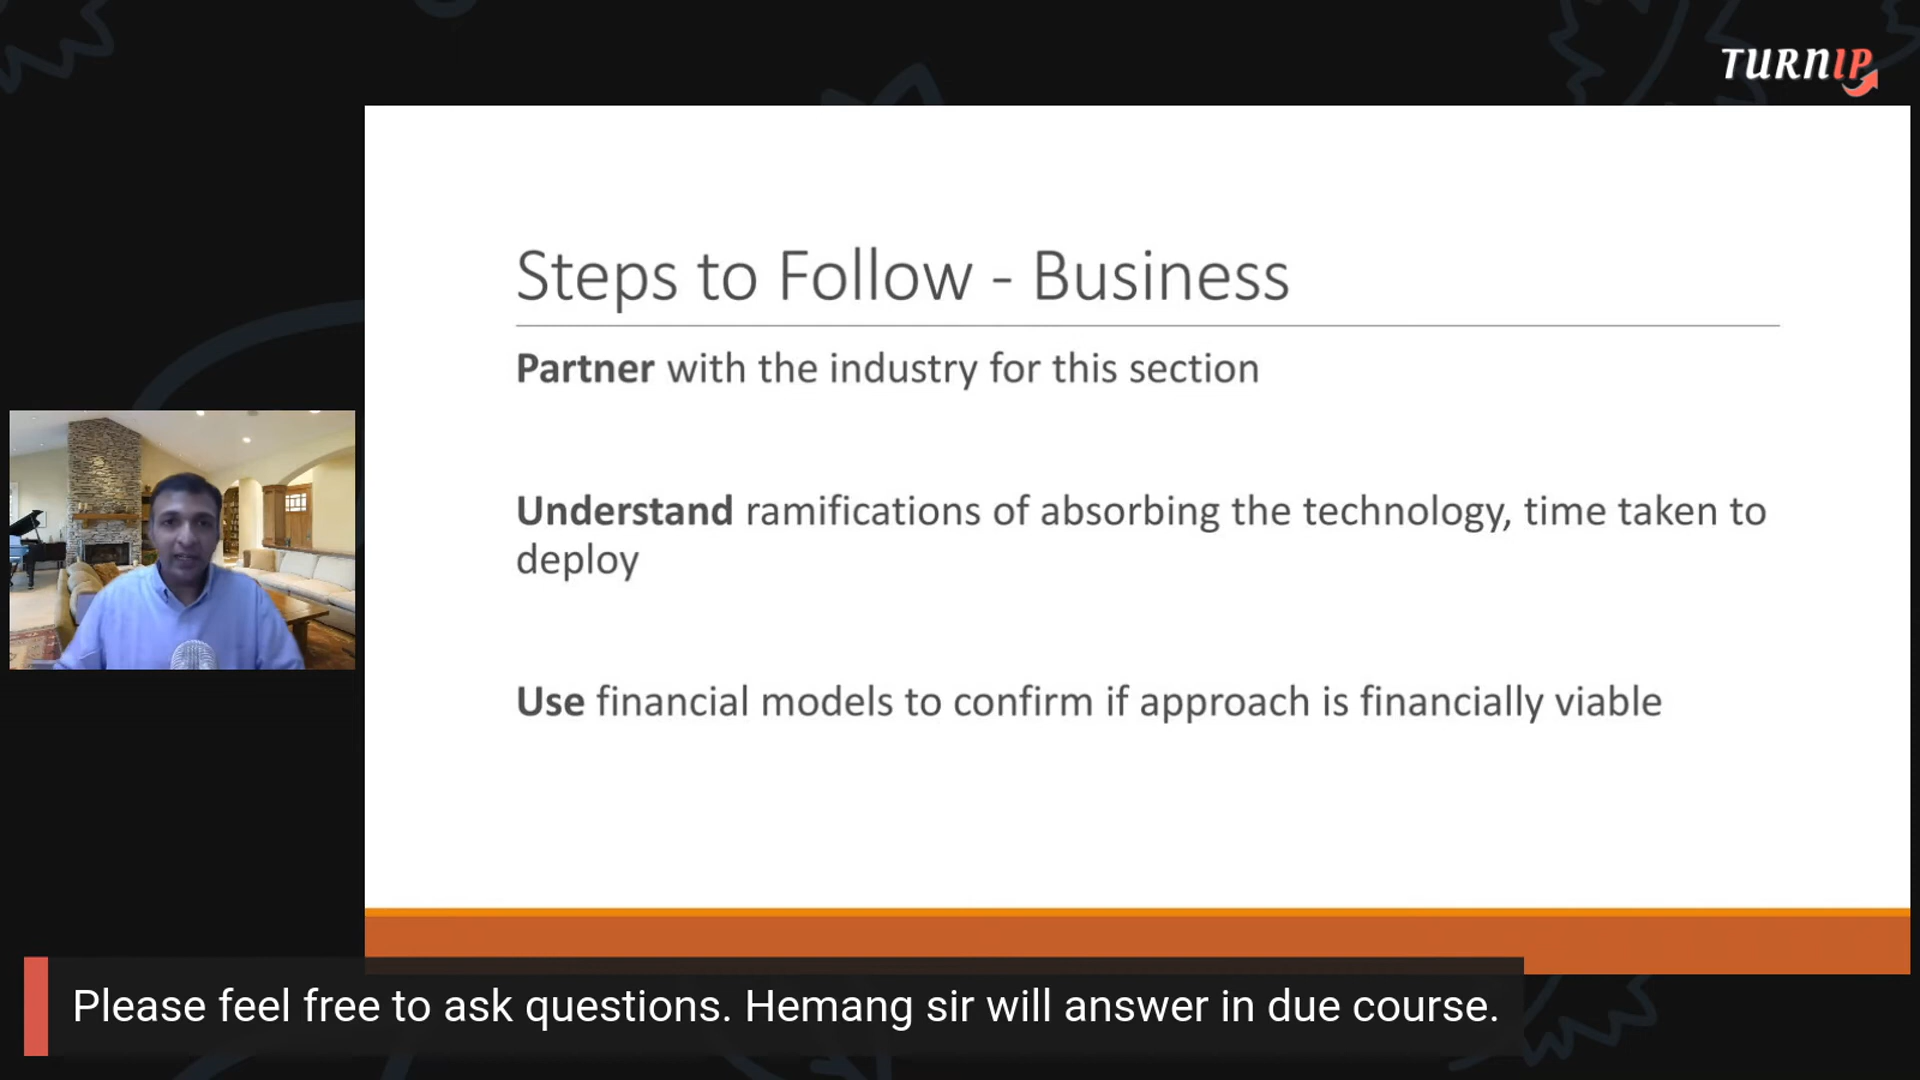 TURNIP
Steps to Follow - Business
Partner with the industry for this section
Understand ramifications of absorbing the technology, time taken to
deploy
Use financial models to confirm if approach is financially viable
Please feel free to ask questions. Hemang sir will answer in due course.